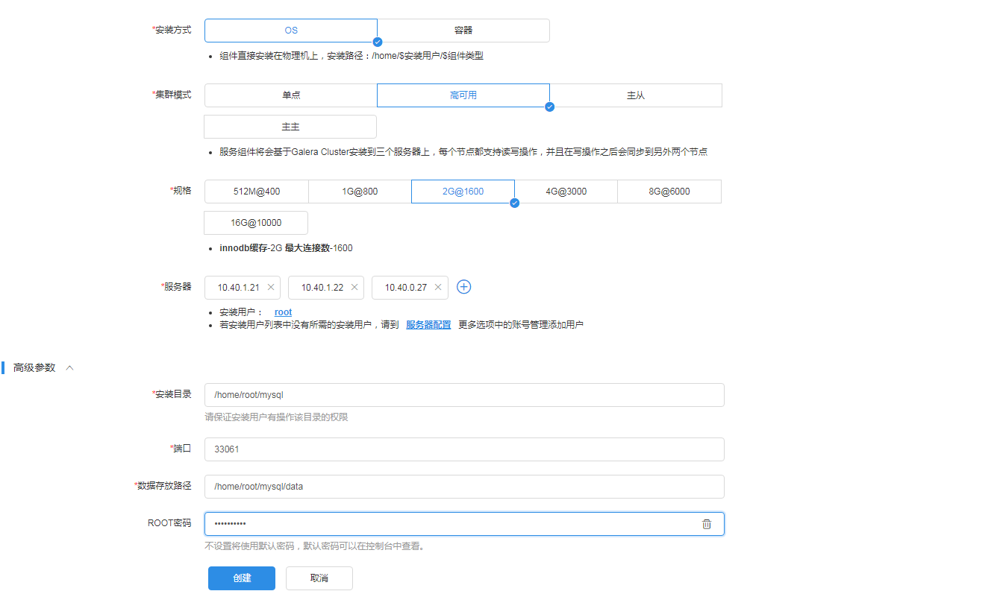 *安装方式 OS 容器
组件直接安装在物理机上，安装路径：/home/$安装用户/$组件类型
*集群模式 单点 高可用 主从
主主
服务组件将会基于Galera Cluster安装到三个服务器上，每个节点都支持读写操作，并且在写操作之后会同步到另外两个节点
*规格 512M@400 1G@800 2G@1600 4G@3000 8G@6000
16G@10000
innodb缓存-2G 最大连接数-1600
*服务器 10.40.1.21 10.40.1.22 10.40.0.27
安装用户： root
若安装用户列表中没有所需的安装用户，请到 服务器配置 更多选项中的账号管理添加用户
高级参数
*安装目录 /home/root/mysql
请保证安装用户有操作该目录的权限
*端口 33061
*数据存放路径 /home/root/mysql/data
ROOT密码 ••••••••••
不设置将使用默认密码，默认密码可以在控制台中查看。
创建 取消